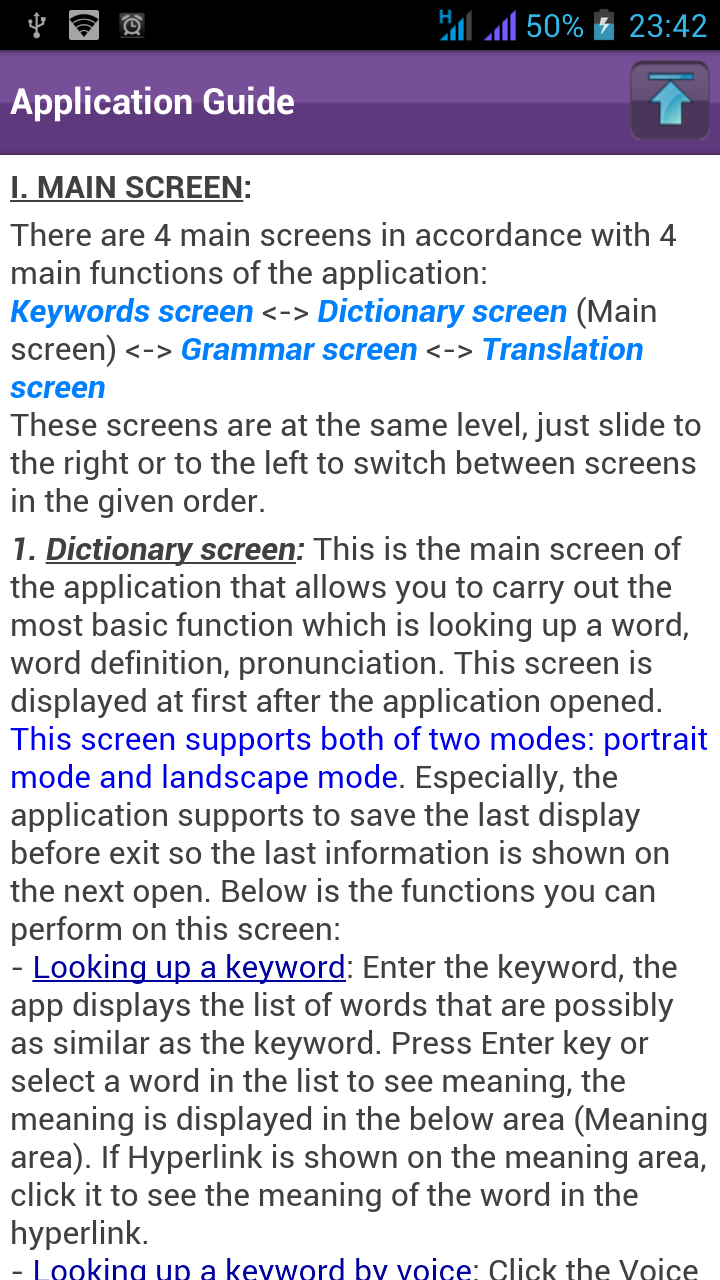 H 50% 23:42
Application Guide
I. MAIN SCREEN:
There are 4 main screens in accordance with 4
main functions of the application:
Keywords screen <-> Dictionary screen (Main
screen) <-> Grammar screen <-> Translation
screen
These screens are at the same level, just slide to
the right or to the left to switch between screens
in the given order.
1. Dictionary screen: This is the main screen of
the application that allows you to carry out the
most basic function which is looking up a word,
word definition, pronunciation. This screen is
displayed at first after the application opened.
This screen supports both of two modes: portrait
mode and landscape mode. Especially, the
application supports to save the last display
before exit so the last information is shown on
the next open. Below is the functions you can
perform on this screen:
- Looking up a keyword: Enter the keyword, the
app displays the list of words that are possibly
as similar as the keyword. Press Enter key or
select a word in the list to see meaning, the
meaning is displayed in the below area (Meaning
area). If Hyperlink is shown on the meaning area,
click it to see the meaning of the word in the
hyperlink.
- Looking up a keyword by voice: Click the Voice